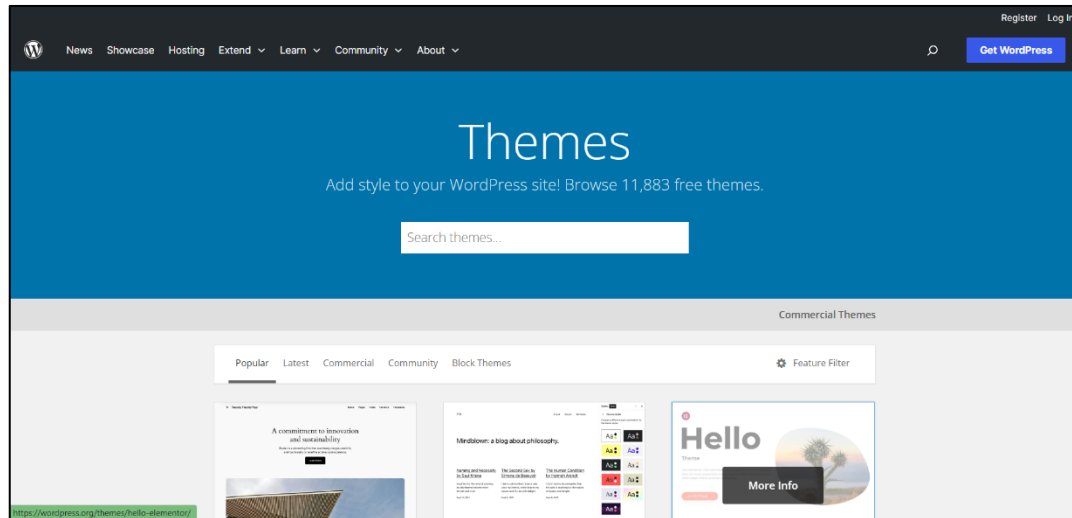 Register Log In
News Showcase Hosting Extend Learn Community About
Get WordPress
Themes
Add style to your WordPress site! Browse 11,883 free themes.
Search themes...
Commercial Themes
Popular Latest Commercial Community Block Themes
Feature Filter
A commitment to innovation
and sustainability
Mindblown: a blog about philosophy.
Hello
Theme
More Info
https://wordpress.org/themes/hello-elementor/